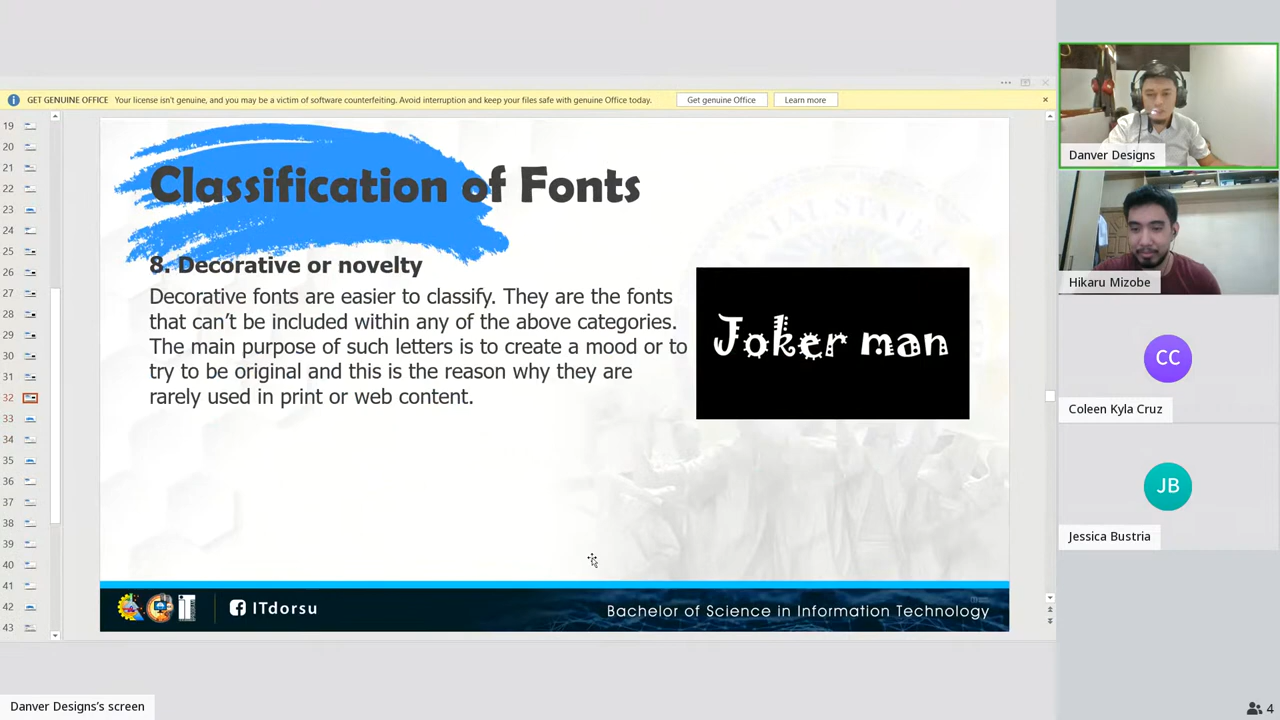 GET GENUINE OFFICE Your license isn't genuine, and you may be a victim of software counterfeiting. Avoid interruption and keep your files safe with genuine Office today. Get genuine Office Learn more
19
20
21
22
23
24
25
26
27
28
29
30
31
32
33
34
35
36
37
38
39
40
41
42
43
Classification of Fonts
8. Decorative or novelty
Decorative fonts are easier to classify. They are the fonts
that can't be included within any of the above categories.
The main purpose of such letters is to create a mood or to
try to be original and this is the reason why they are
rarely used in print or web content.
Joker man
ITdorsu
Bachelor of Science in Information Technology
Danver Designs
Hikaru Mizobe
CC
Coleen Kyla Cruz
JB
Jessica Bustria
Danver Designs's screen
4